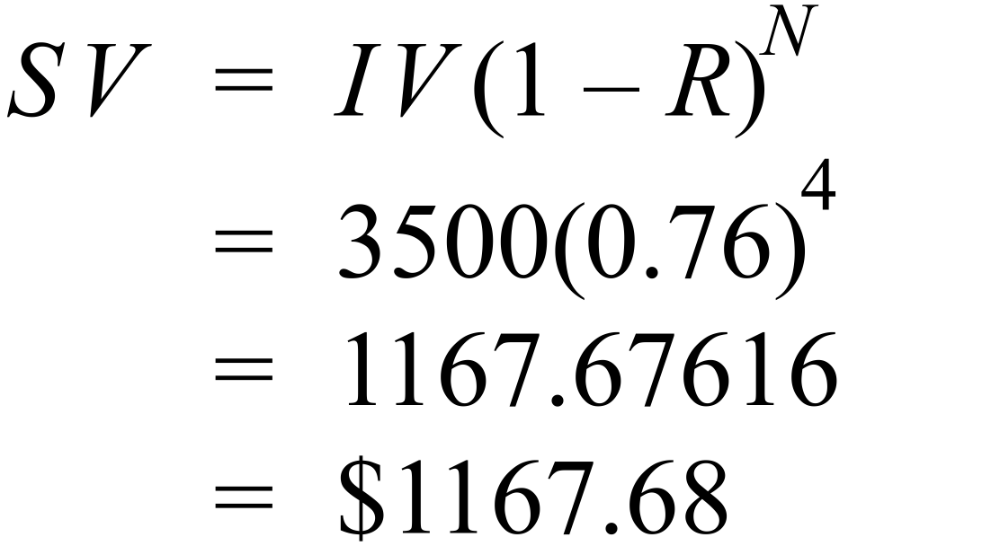 SV = IV(1 – R)^N
= 3500(0.76)^4
= 1167.67616
= $1167.68